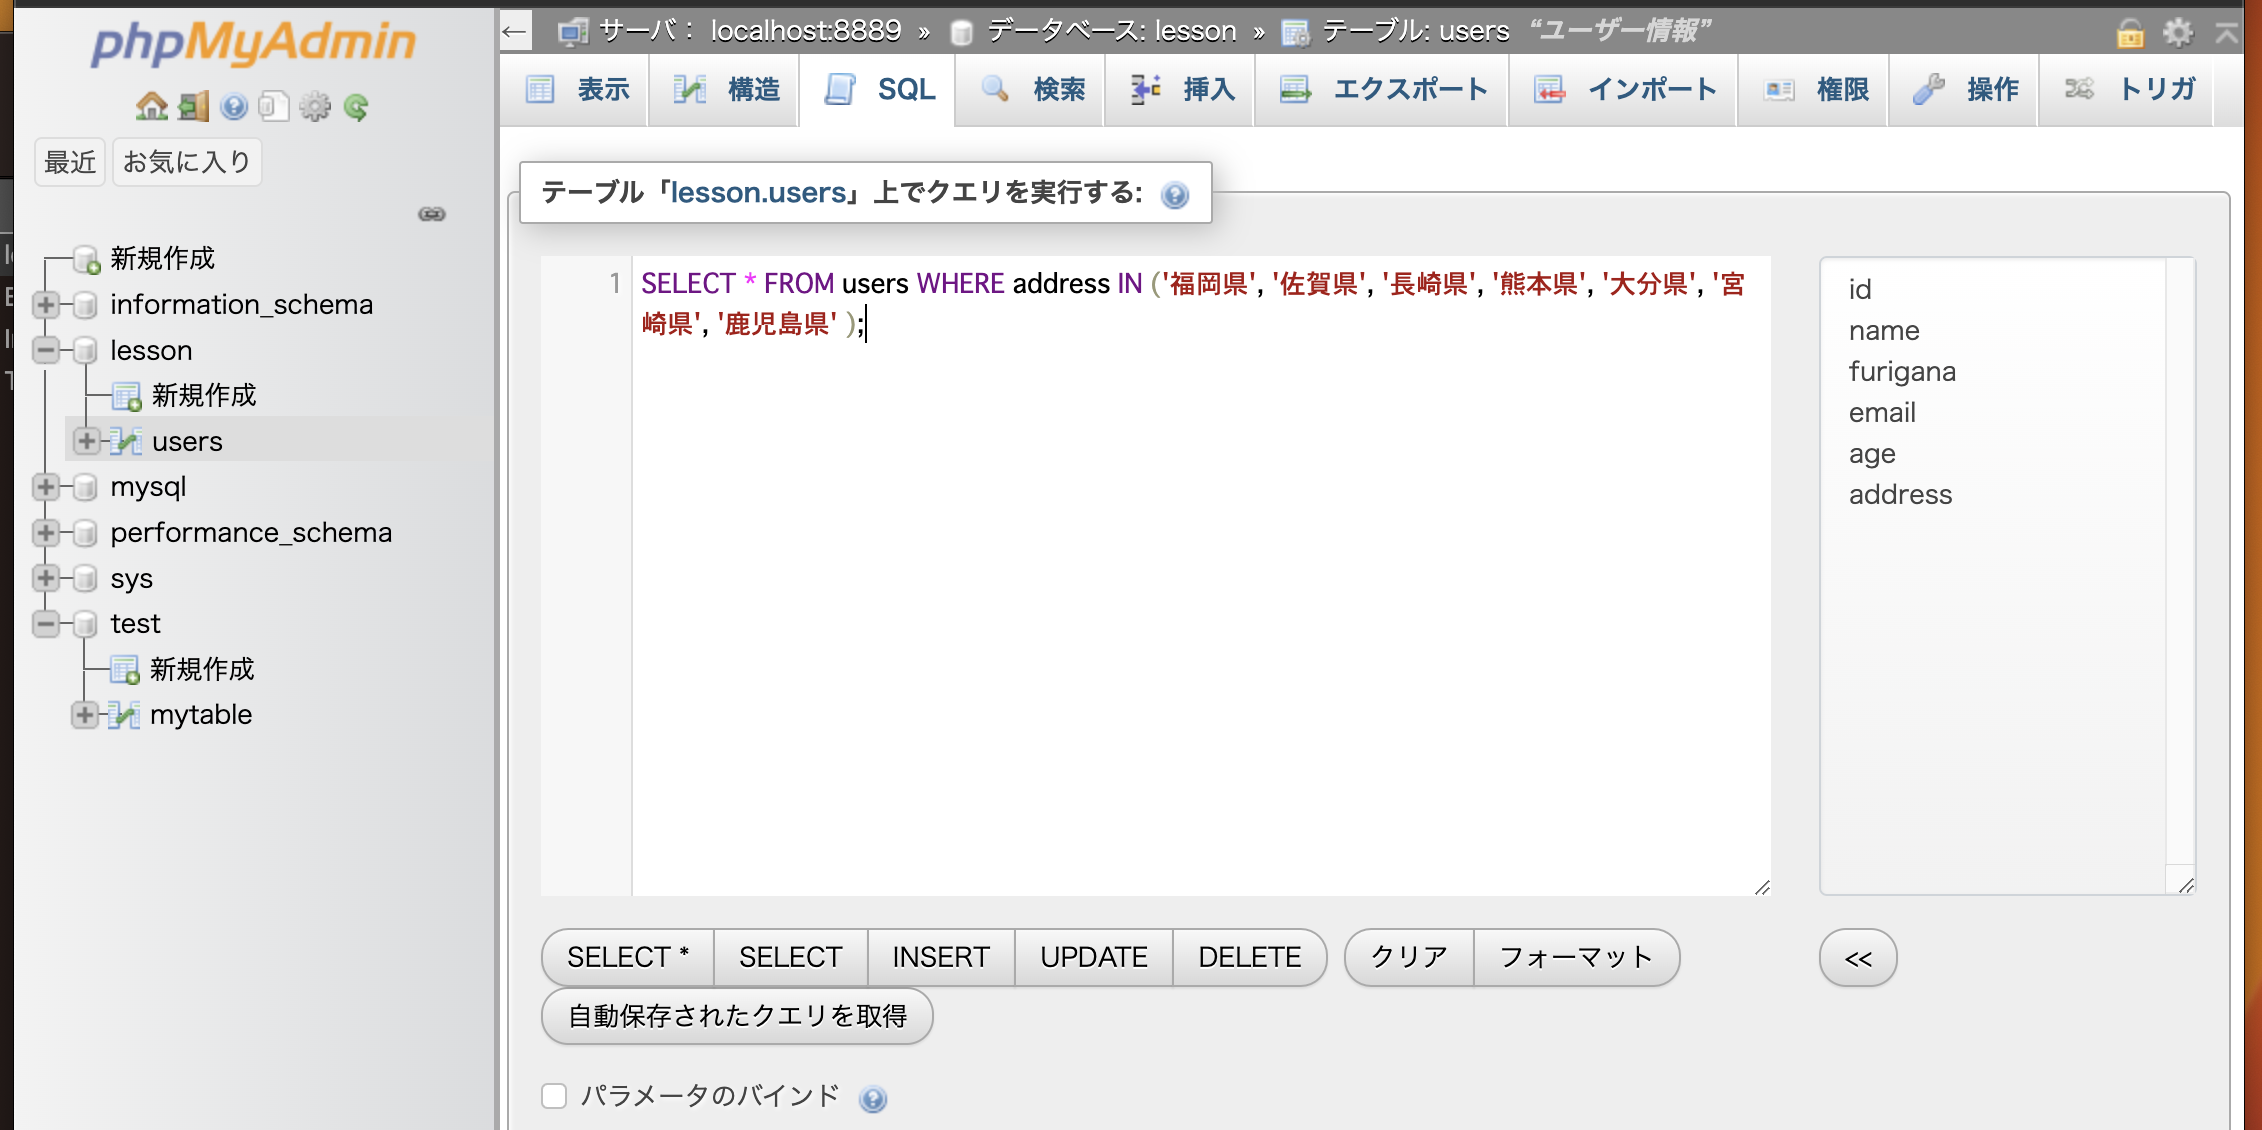 phpMyAdmin
最近 お気に入り
新規作成
information_schema
lesson
新規作成
users
mysql
performance_schema
sys
test
新規作成
mytable
← サーバ： localhost:8889 » データベース: lesson » テーブル: users “ユーザー情報”
表示 構造 SQL 検索 挿入 エクスポート インポート 権限 操作 トリガ
テーブル「lesson.users」上でクエリを実行する:
1 SELECT * FROM users WHERE address IN ('福岡県', '佐賀県', '長崎県', '熊本県', '大分県', '宮
崎県', '鹿児島県' );
id
name
furigana
email
age
address
SELECT * SELECT INSERT UPDATE DELETE クリア フォーマット <<
自動保存されたクエリを取得
パラメータのバインド